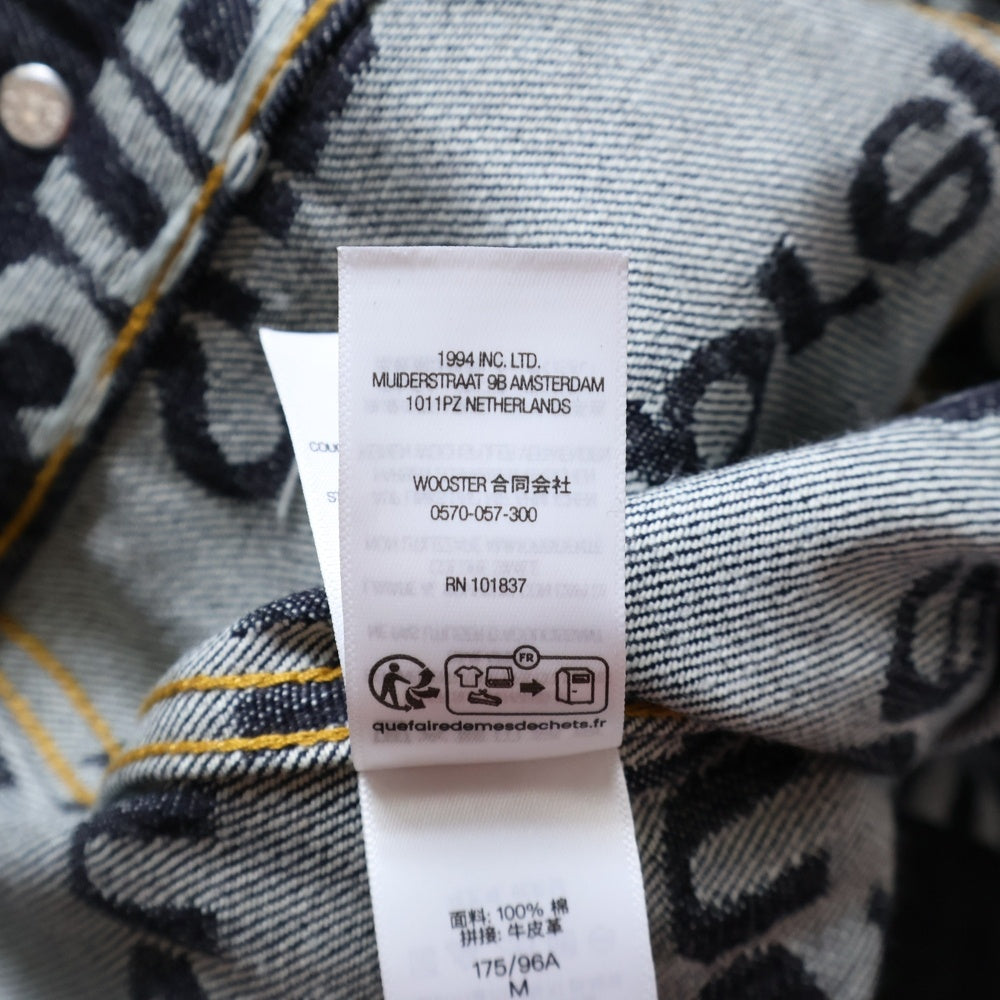 1994 INC. LTD.
MUIDERSTRAAT 9B AMSTERDAM
1011PZ NETHERLANDS
WOOSTER 合同会社
0570-057-300
RN 101837
FR
quefairedemesdechets.fr
面料: 100% 棉
拼接: 牛皮革
175/96A
M